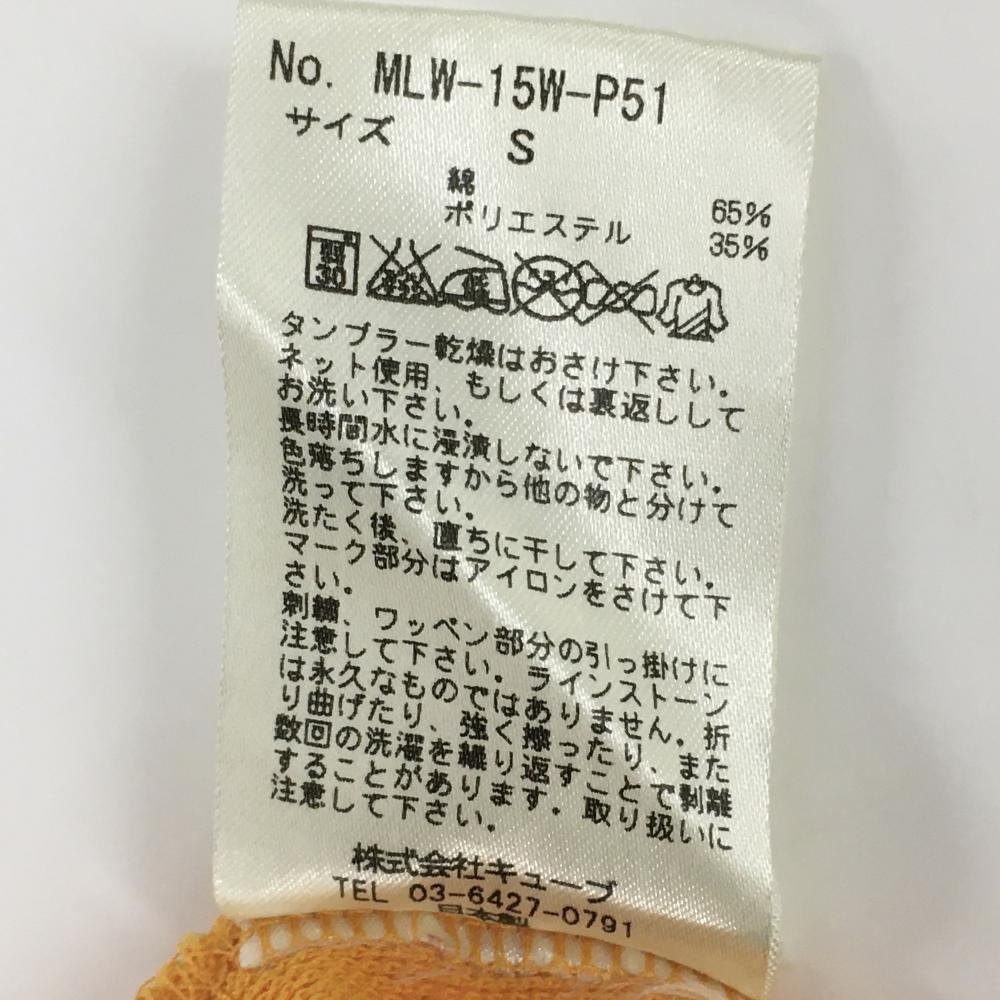 No. MLW-15W-P51
サイズ S
綿 65%
ポリエステル 35%
弱 30
タンブラー乾燥はおさけ下さい。
ネット使用、もしくは裏返しして
お洗い下さい。
長時間水に浸漬しないで下さい。
色落ちしますから他の物と分けて
洗って下さい。
洗たく後、直ちに干して下さい。
マーク部分はアイロンをさけて下
さい。
刺繍、ワッペン部分の引っ掛けに
注意して下さい。ラインストーン
は永久なものではありません。折
り曲げたり、強く擦ったり、また
数回の洗濯を繰り返すことで剥離
することがあります。取り扱いに
注意して下さい。
株式会社キューブ
TEL 03-6427-0791
日本製